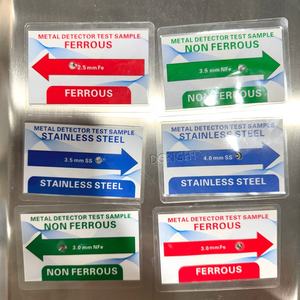 METAL DETECTOR TEST SAMPLE
FERROUS
2.5 mm Fe
FERROUS
METAL DETECTOR TEST SAMPLE
NON FERROUS
3.5 mm NFe
NON FERROUS
METAL DETECTOR TEST SAMPLE
STAINLESS STEEL
3.5 mm SS
STAINLESS STEEL
METAL DETECTOR TEST SAMPLE
STAINLESS STEEL
4.0 mm SS
STAINLESS STEEL
METAL DETECTOR TEST SAMPLE
NON FERROUS
3.0 mm NFe
NON FERROUS
METAL DETECTOR TEST SAMPLE
FERROUS
3.0 mm Fe
FERROUS